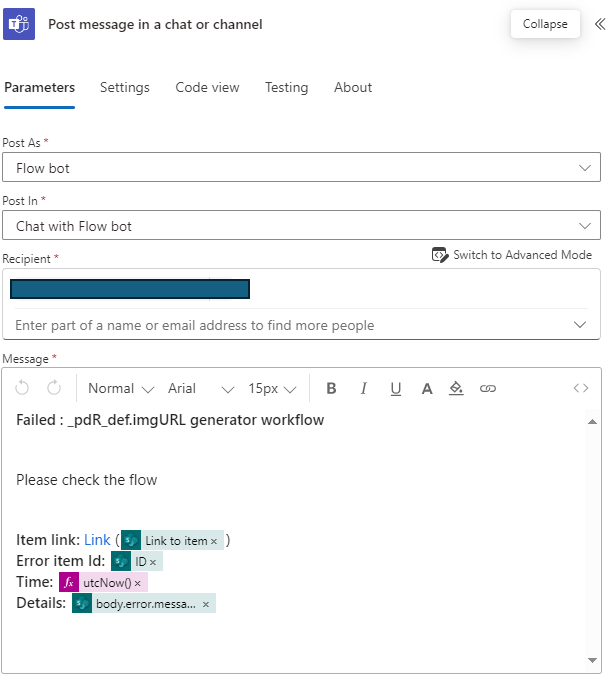 Post message in a chat or channel
Collapse
Parameters Settings Code view Testing About
Post As *
Flow bot
Post In *
Chat with Flow bot
Recipient *
Switch to Advanced Mode
Enter part of a name or email address to find more people
Message *
Normal Arial 15px B I U A
Failed : _pdR_def.imgURL generator workflow
Please check the flow
Item link: Link ( Link to item × )
Error item Id: ID ×
Time: fx utcNow() ×
Details: body.error.messa... ×